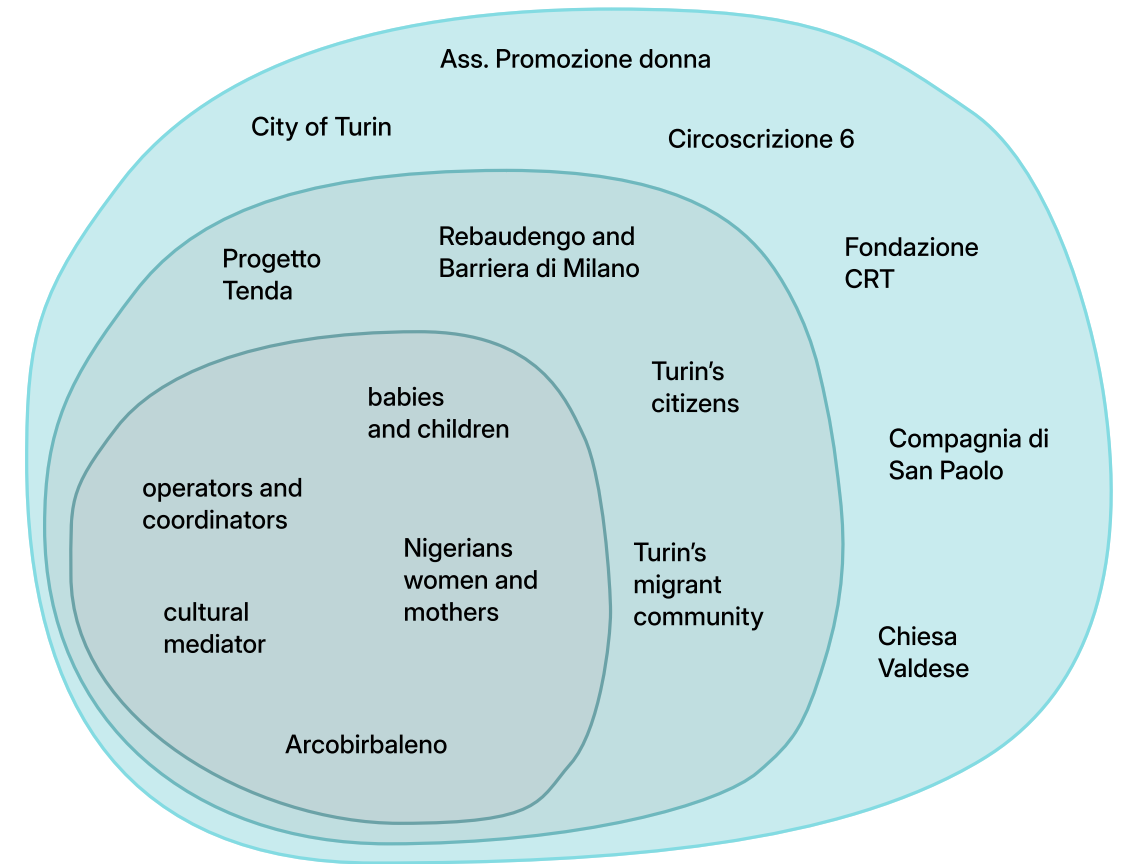 Ass. Promozione donna
City of Turin
Circoscrizione 6
Rebaudengo and
Barriera di Milano
Progetto
Tenda
Fondazione
CRT
Turin’s
citizens
babies
and children
Compagnia di
San Paolo
operators and
coordinators
Nigerians
women and
mothers
Turin’s
migrant
community
cultural
mediator
Chiesa
Valdese
Arcobirbaleno